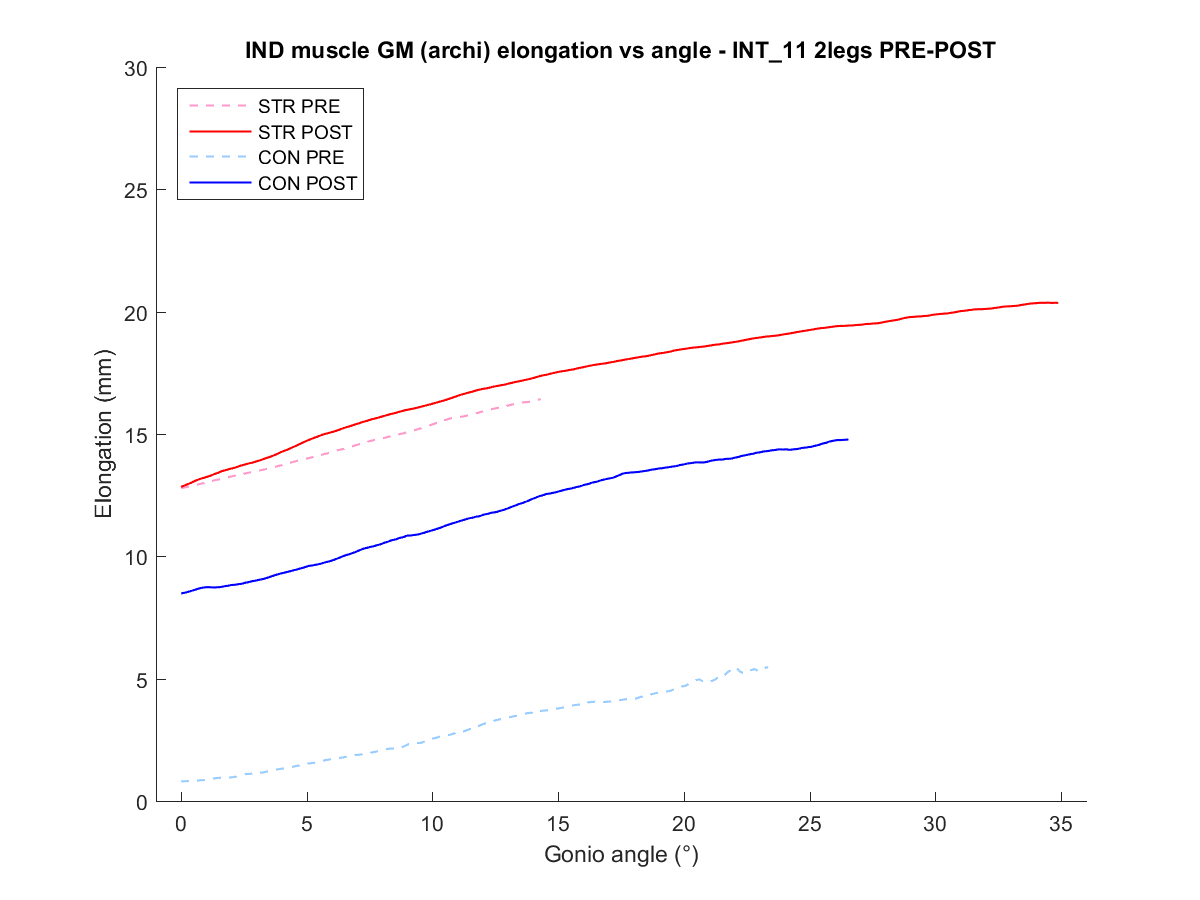 IND muscle GM (archi) elongation vs angle - INT_11 2legs PRE-POST
30
25
20
15
10
5
0
Elongation (mm)
STR PRE
STR POST
CON PRE
CON POST
0 5 10 15 20 25 30 35
Gonio angle (°)